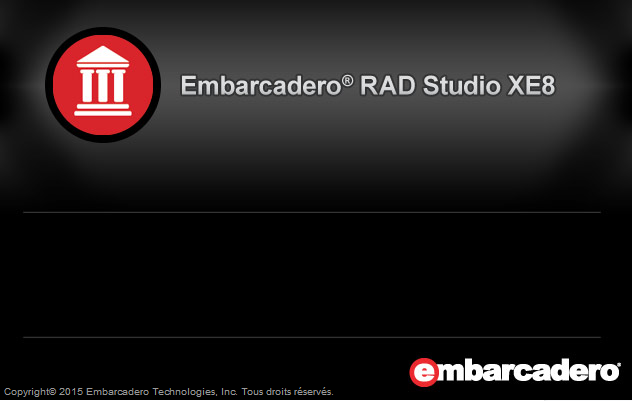 Embarcadero® RAD Studio XE8
embarcadero®
Copyright© 2015 Embarcadero Technologies, Inc. Tous droits réservés.